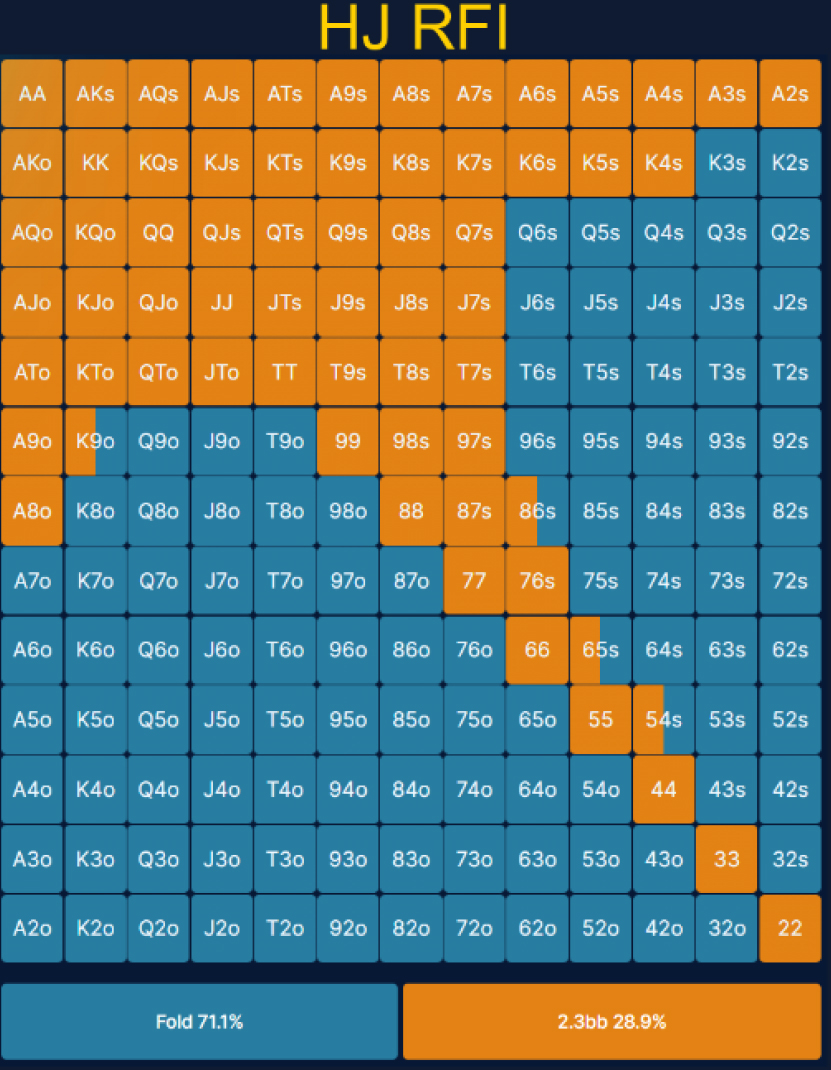 HJ RFI
AA AKs AQs AJs ATs A9s A8s A7s A6s A5s A4s A3s A2s
AKo KK KQs KJs KTs K9s K8s K7s K6s K5s K4s K3s K2s
AQo KQo QQ QJs QTs Q9s Q8s Q7s Q6s Q5s Q4s Q3s Q2s
AJo KJo QJo JJ JTs J9s J8s J7s J6s J5s J4s J3s J2s
ATo KTo QTo JTo TT T9s T8s T7s T6s T5s T4s T3s T2s
A9o K9o Q9o J9o T9o 99 98s 97s 96s 95s 94s 93s 92s
A8o K8o Q8o J8o T8o 98o 88 87s 86s 85s 84s 83s 82s
A7o K7o Q7o J7o T7o 97o 87o 77 76s 75s 74s 73s 72s
A6o K6o Q6o J6o T6o 96o 86o 76o 66 65s 64s 63s 62s
A5o K5o Q5o J5o T5o 95o 85o 75o 65o 55 54s 53s 52s
A4o K4o Q4o J4o T4o 94o 84o 74o 64o 54o 44 43s 42s
A3o K3o Q3o J3o T3o 93o 83o 73o 63o 53o 43o 33 32s
A2o K2o Q2o J2o T2o 92o 82o 72o 62o 52o 42o 32o 22
Fold 71.1% 2.3bb 28.9%